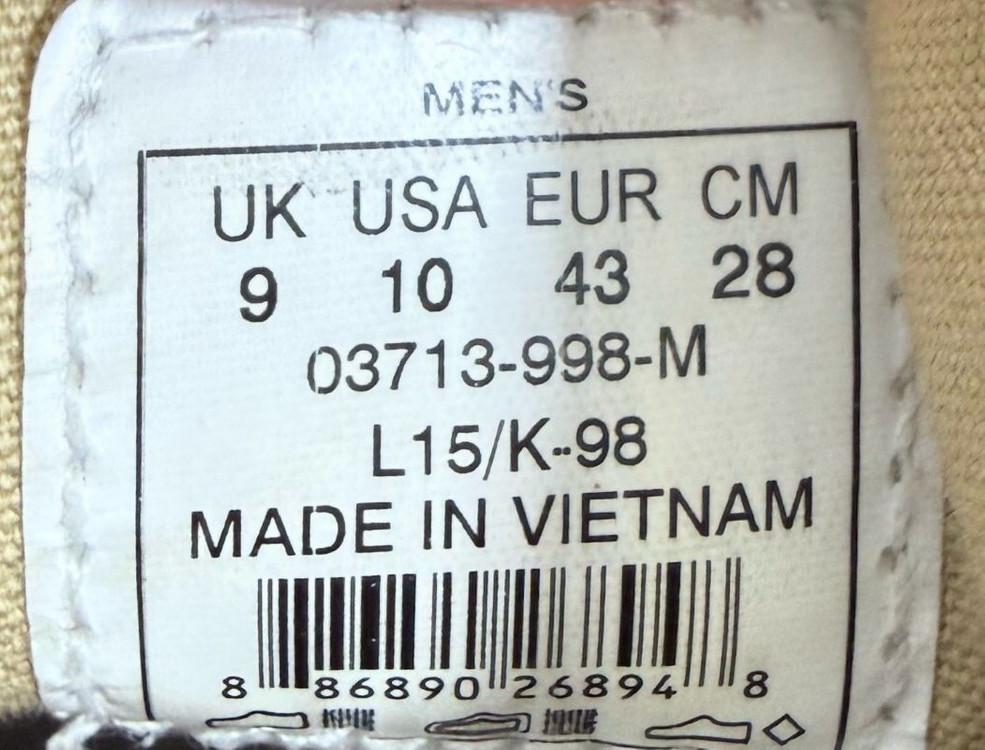 MEN'S
UK USA EUR CM
9 10 43 28
03713-998-M
L15/K-98
MADE IN VIETNAM
8 86890 26894 8